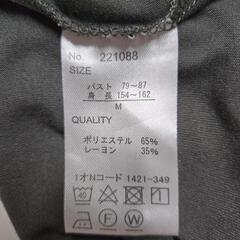 No. 221088
SIZE
バスト 79～87
身長 154～162
M
QUALITY
ポリエステル 65%
レーヨン 35%
1オNコード 1421-349
40
F
W